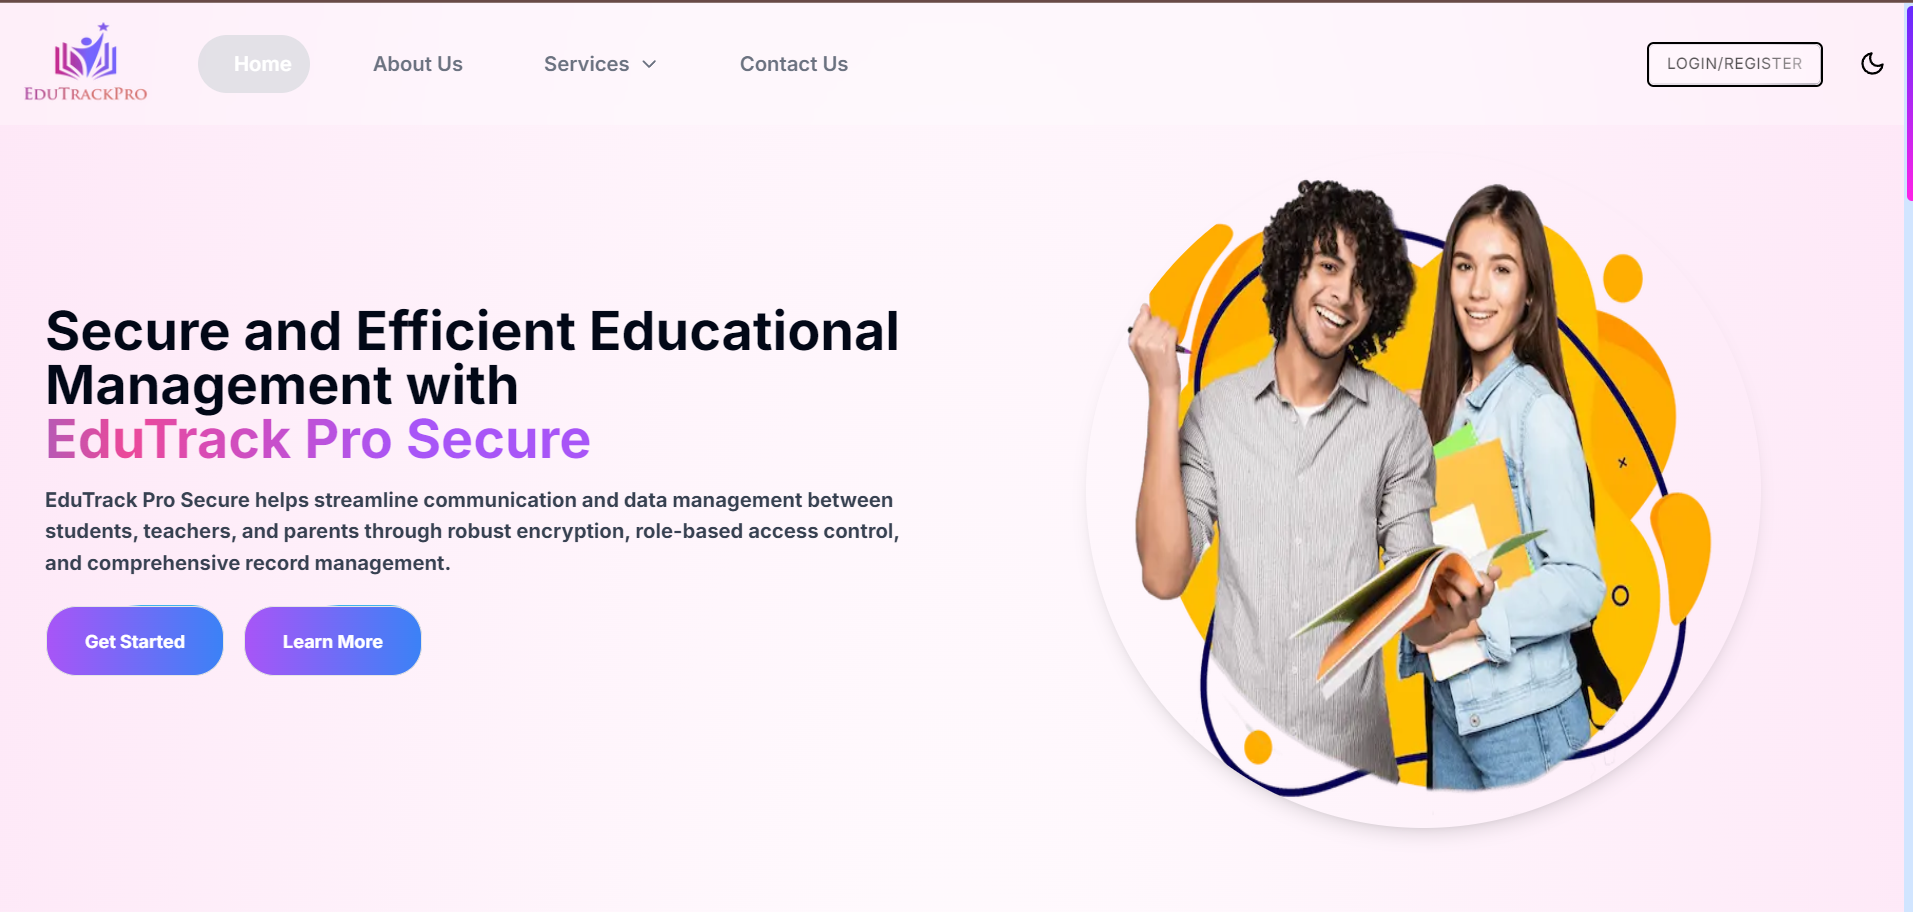 EDUTRACKPRO
Home
About Us
Services
Contact Us
LOGIN/REGISTER
Secure and Efficient Educational
Management with
EduTrack Pro Secure
EduTrack Pro Secure helps streamline communication and data management between
students, teachers, and parents through robust encryption, role-based access control,
and comprehensive record management.
Get Started
Learn More